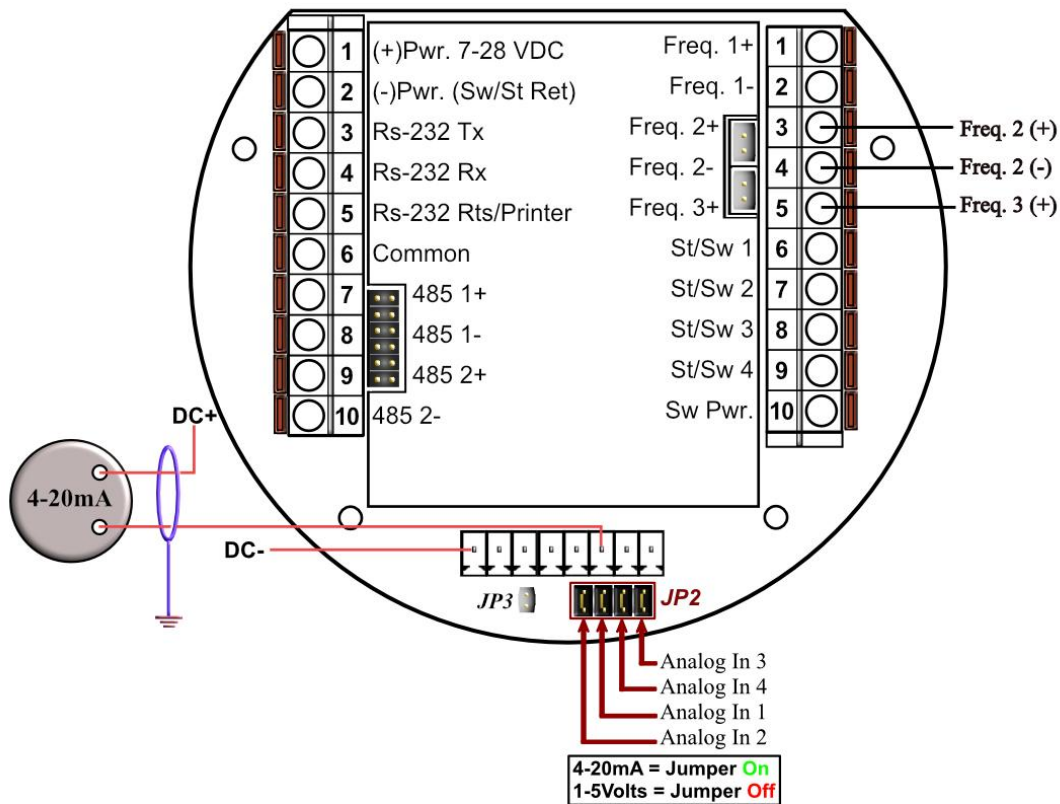 1 (+)Pwr. 7-28 VDC
2 (-)Pwr. (Sw/St Ret)
3 Rs-232 Tx
4 Rs-232 Rx
5 Rs-232 Rts/Printer
6 Common
7 485 1+
8 485 1-
9 485 2+
10 485 2-
Freq. 1+ 1
Freq. 1- 2
Freq. 2+ 3
Freq. 2- 4
Freq. 3+ 5
St/Sw 1 6
St/Sw 2 7
St/Sw 3 8
St/Sw 4 9
Sw Pwr. 10
Freq. 2 (+)
Freq. 2 (-)
Freq. 3 (+)
DC+
4-20mA
DC-
JP3
JP2
Analog In 3
Analog In 4
Analog In 1
Analog In 2
4-20mA = Jumper On
1-5Volts = Jumper Off